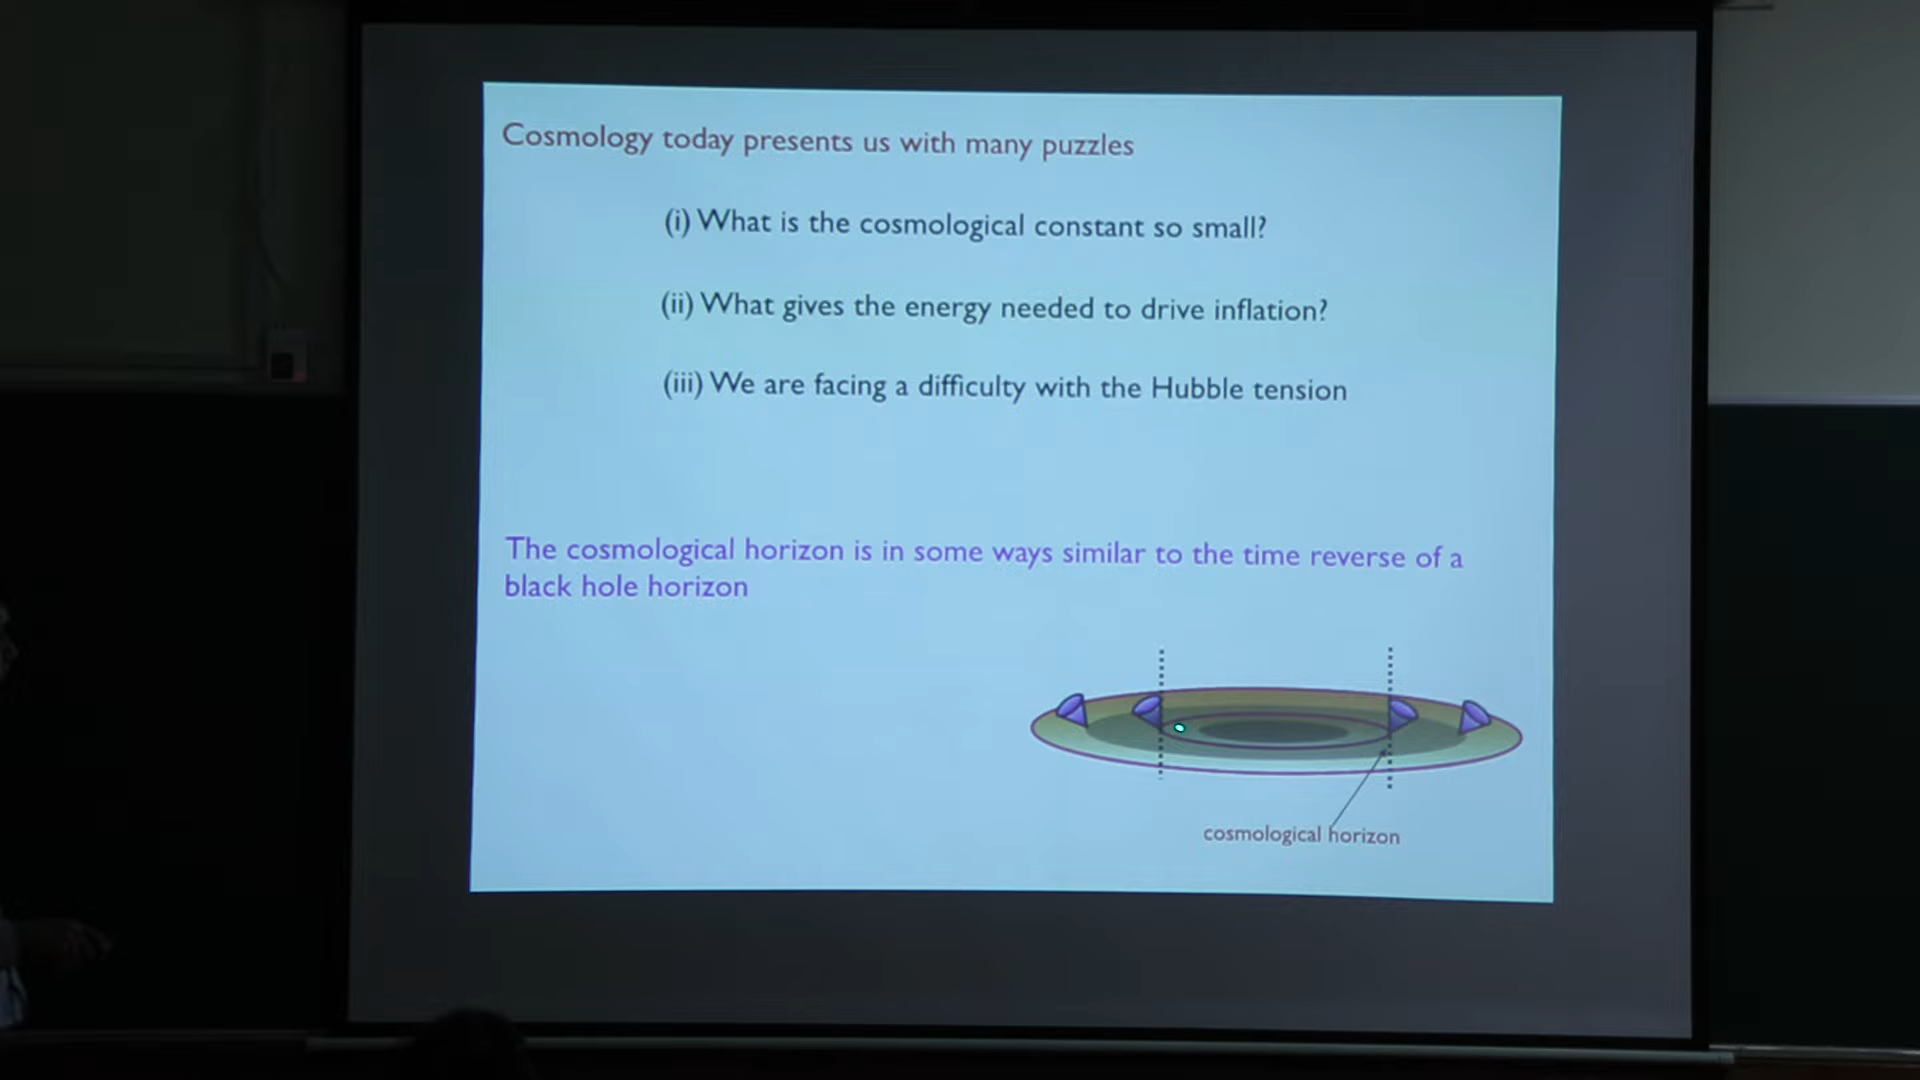 Cosmology today presents us with many puzzles
(i) What is the cosmological constant so small?
(ii) What gives the energy needed to drive inflation?
(iii) We are facing a difficulty with the Hubble tension
The cosmological horizon is in some ways similar to the time reverse of a
black hole horizon
cosmological horizon